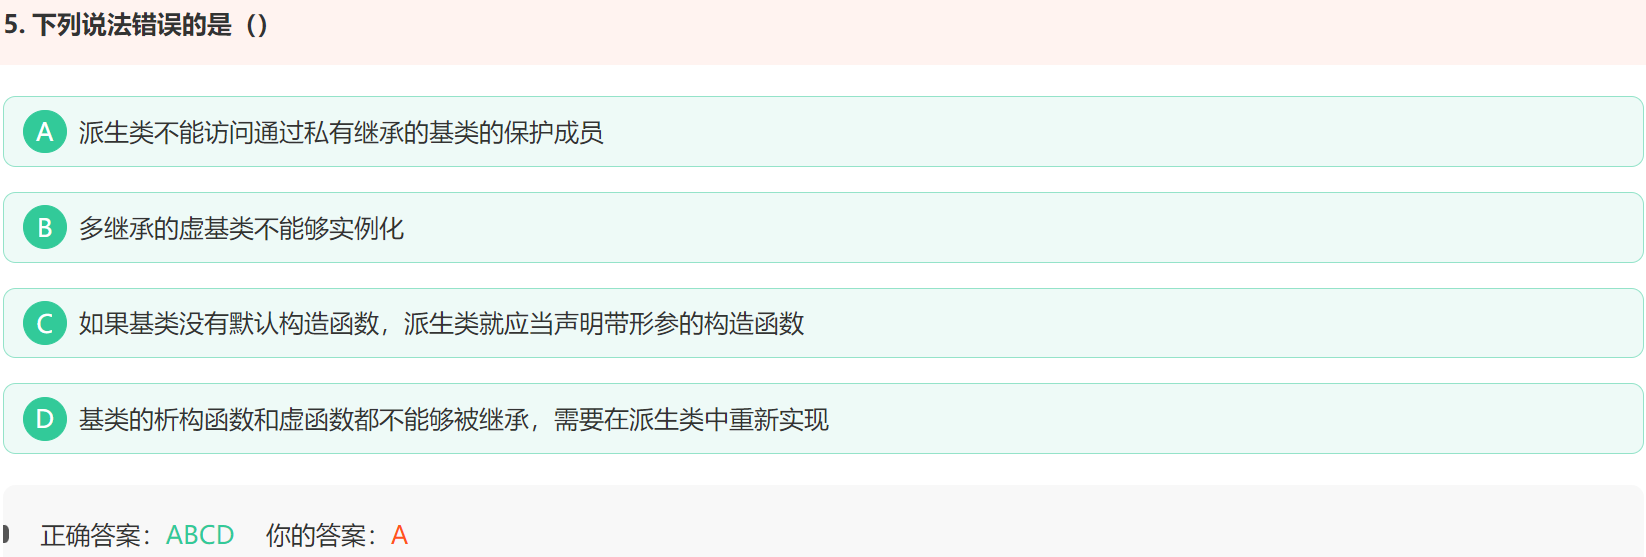 5. 下列说法错误的是（）
A 派生类不能访问通过私有继承的基类的保护成员
B 多继承的虚基类不能够实例化
C 如果基类没有默认构造函数，派生类就应当声明带形参的构造函数
D 基类的析构函数和虚函数都不能够被继承，需要在派生类中重新实现
正确答案：ABCD 你的答案：A